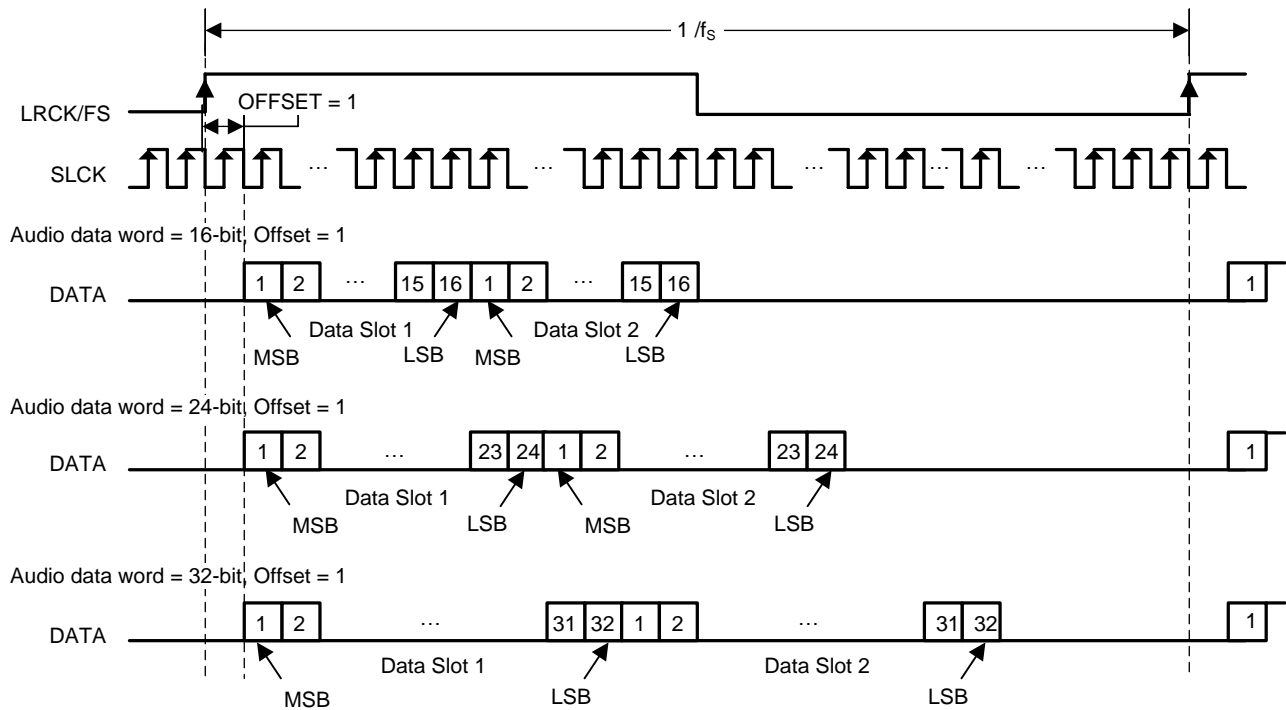 1 /fS
LRCK/FS
OFFSET = 1
SLCK
... ... ... ... ...
Audio data word = 16-bit, Offset = 1
DATA
1 2 ... 15 16 1 2 ... 15 16 1
Data Slot 1 Data Slot 2
MSB LSB MSB LSB
Audio data word = 24-bit, Offset = 1
DATA
1 2 ... 23 24 1 2 ... 23 24 1
Data Slot 1 Data Slot 2
MSB LSB MSB LSB
Audio data word = 32-bit, Offset = 1
DATA
1 2 ... 31 32 1 2 ... 31 32 1
Data Slot 1 Data Slot 2
MSB LSB LSB